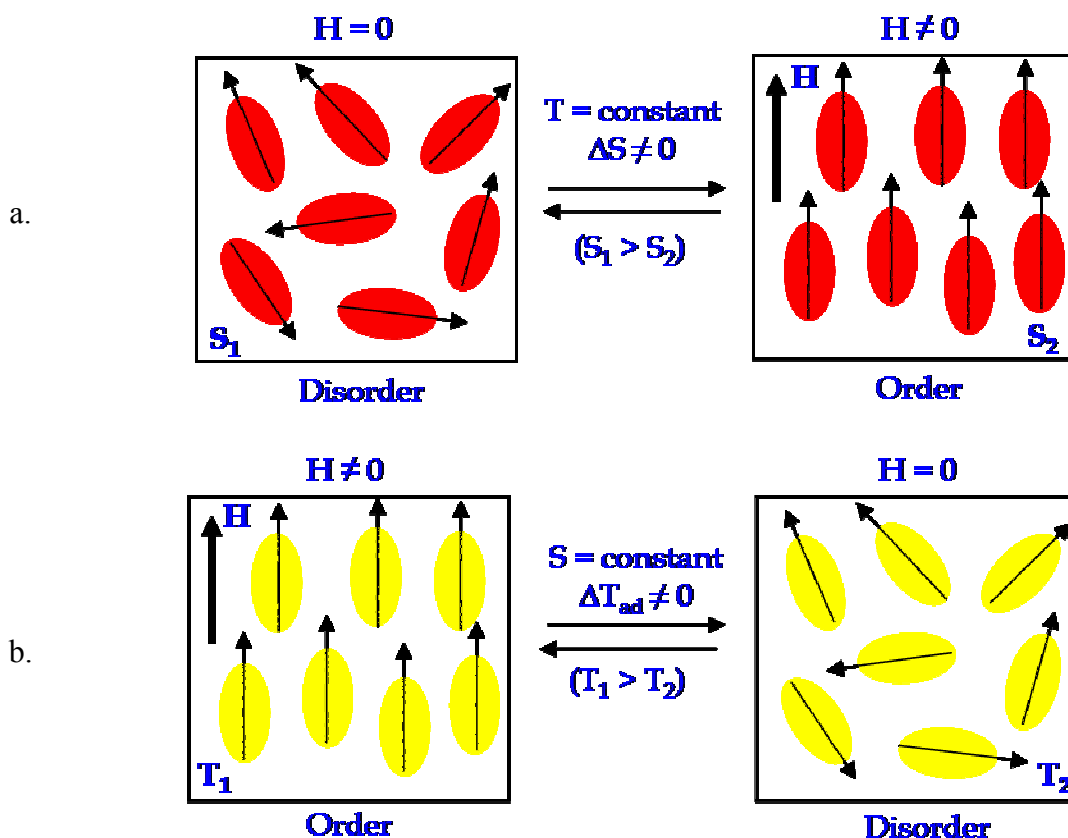 H = 0
H ≠ 0
a.
H
T = constant
ΔS ≠ 0
(S₁ > S₂)
S₁
S₂
Disorder
Order
H ≠ 0
H = 0
b.
H
S = constant
ΔT_ad ≠ 0
(T₁ > T₂)
T₁
T₂
Order
Disorder